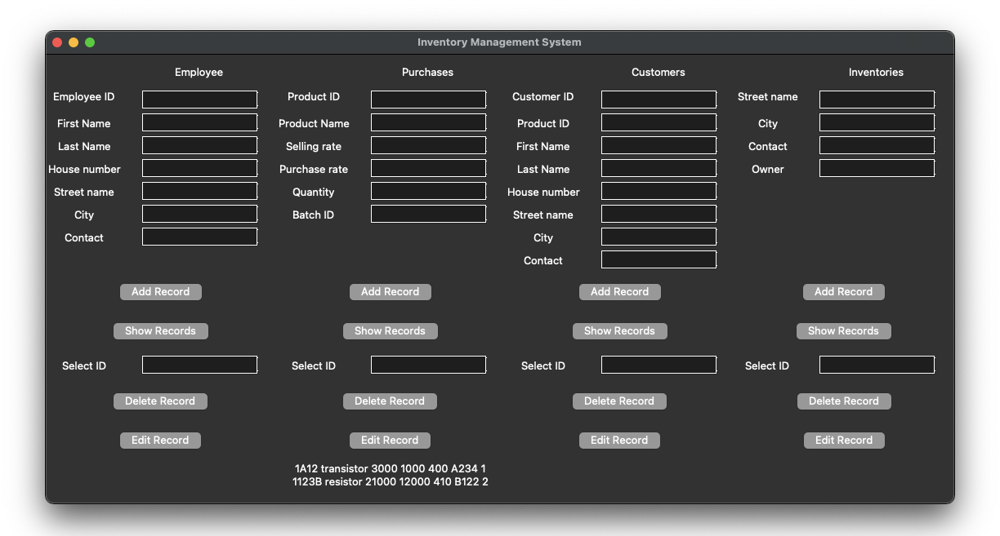 Inventory Management System
Employee Purchases Customers Inventories
Employee ID Product ID Customer ID Street name
First Name Product Name Product ID City
Last Name Selling rate First Name Contact
House number Purchase rate Last Name Owner
Street name Quantity House number
City Batch ID Street name
Contact City
Contact
Add Record Add Record Add Record Add Record
Show Records Show Records Show Records Show Records
Select ID Select ID Select ID Select ID
Delete Record Delete Record Delete Record Delete Record
Edit Record Edit Record Edit Record Edit Record
1A12 transistor 3000 1000 400 A234 1
1123B resistor 21000 12000 410 B122 2